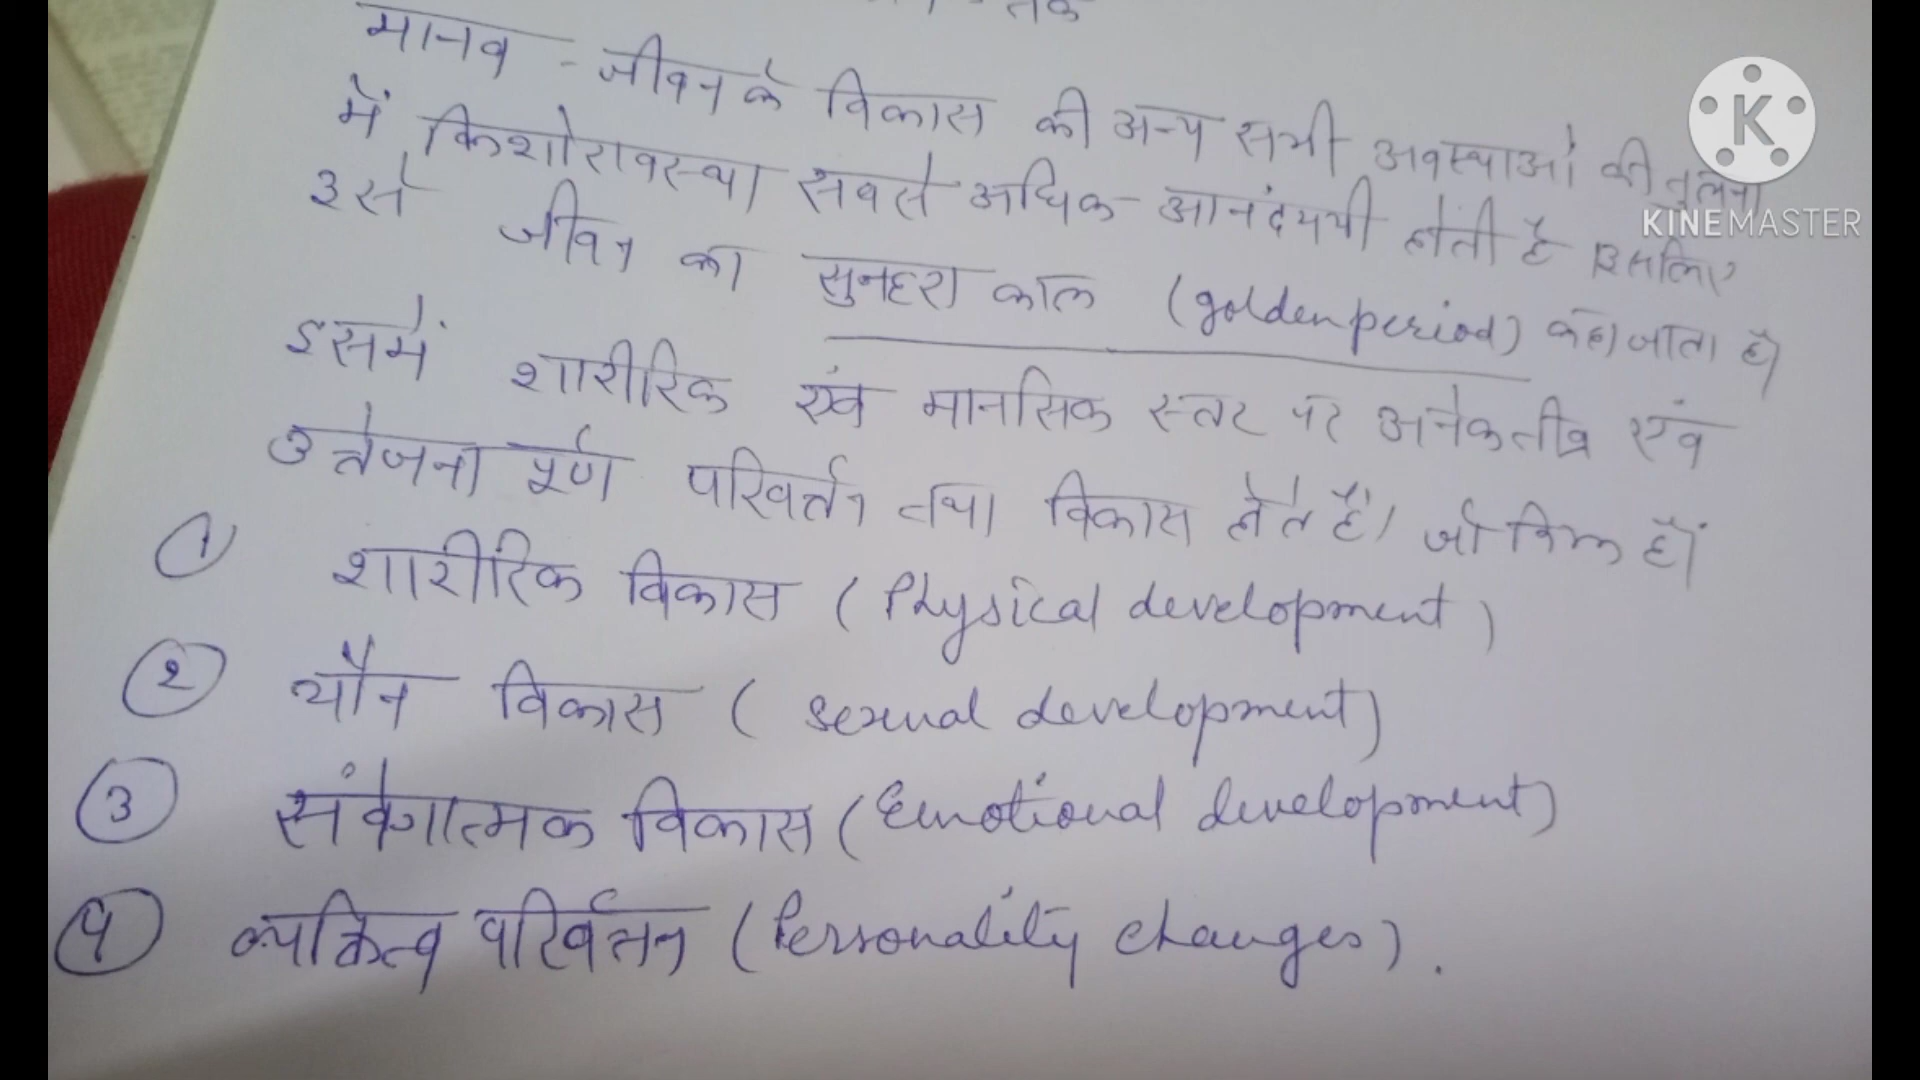 तक
मानव - जीवन के विकास की अन्य सभी अवस्थाओं की तुलना
में किशोरावस्था सबसे अधिक आनंदमयी होती है इसलिए
इसे जीवन का सुनहरा काल (golden period) कहा जाता है।
इसमें शारीरिक एवं मानसिक स्तर पर अनेक तीव्र एवं
उत्तेजना पूर्ण परिवर्तन तथा विकास होते हैं। जो निम्न हैं।
① शारीरिक विकास (Physical development)
② यौन विकास (sexual development)
③ संवेगात्मक विकास (Emotional development)
④ व्यक्तित्व परिर्वतन (Personality changes).
K
KINEMASTER